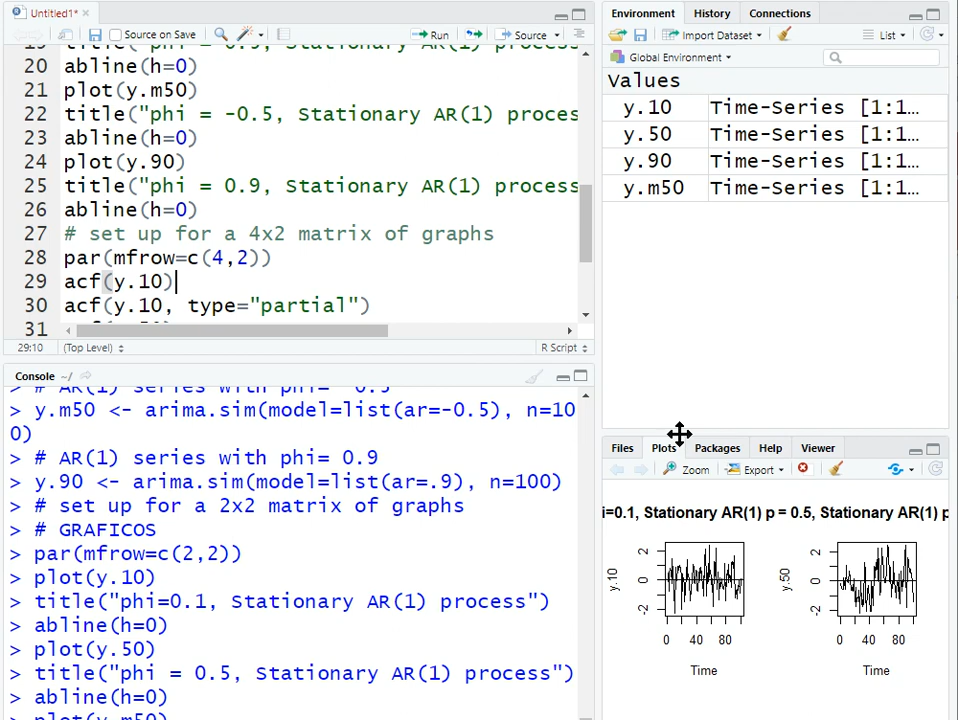 Untitled1*
Source on Save
Run
Source
20 abline(h=0)
21 plot(y.m50)
22 title("phi = -0.5, Stationary AR(1) proces
23 abline(h=0)
24 plot(y.90)
25 title("phi = 0.9, Stationary AR(1) process
26 abline(h=0)
27 # set up for a 4x2 matrix of graphs
28 par(mfrow=c(4,2))
29 acf(y.10)
30 acf(y.10, type="partial")
31
29:10 (Top Level) R Script
Console ~/
> y.m50 <- arima.sim(model=list(ar=-0.5), n=10
0)
> # AR(1) series with phi= 0.9
> y.90 <- arima.sim(model=list(ar=.9), n=100)
> # set up for a 2x2 matrix of graphs
> # GRAFICOS
> par(mfrow=c(2,2))
> plot(y.10)
> title("phi=0.1, Stationary AR(1) process")
> abline(h=0)
> plot(y.50)
> title("phi = 0.5, Stationary AR(1) process")
> abline(h=0)
> plot(y.m50)
Environment History Connections
Import Dataset List
Global Environment
Values
y.10 Time-Series [1:1…
y.50 Time-Series [1:1…
y.90 Time-Series [1:1…
y.m50 Time-Series [1:1…
Files Plots Packages Help Viewer
Zoom Export
i=0.1, Stationary AR(1) p = 0.5, Stationary AR(1) p
y.10
2
0
-2
0 40 80
Time
y.50
2
0
-2
0 40 80
Time